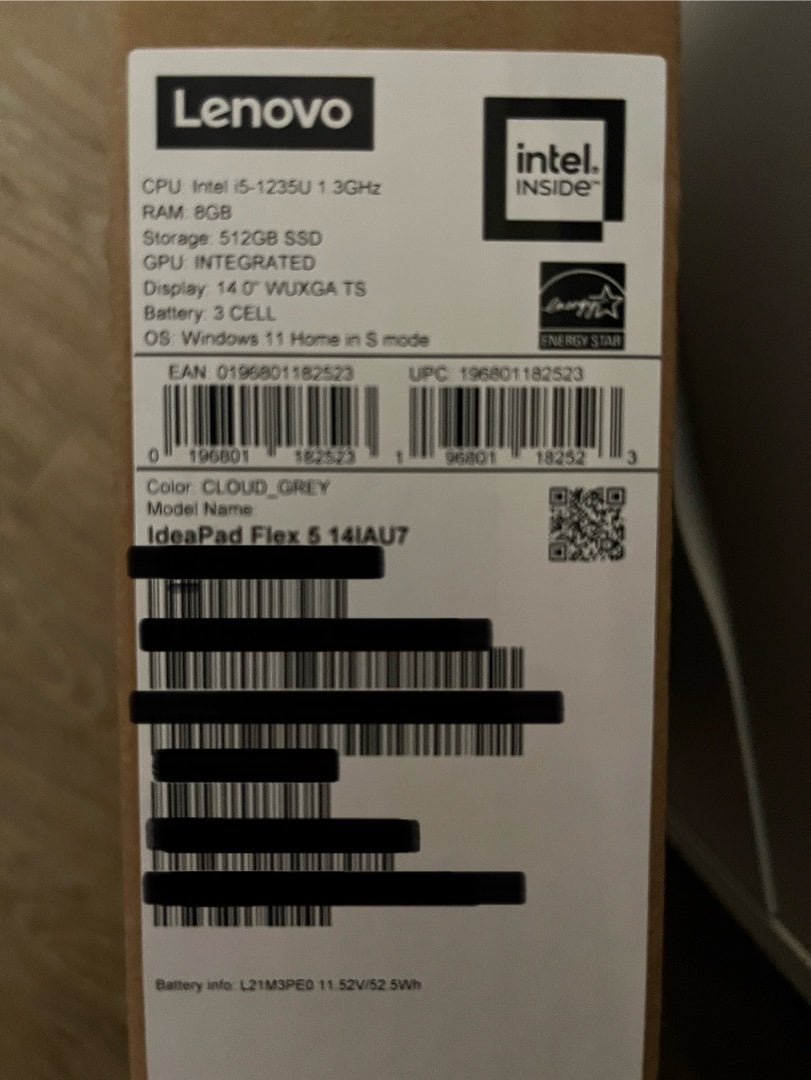 Lenovo
intel.
INSIDE™
CPU: Intel i5-1235U 1.3GHz
RAM: 8GB
Storage: 512GB SSD
GPU: INTEGRATED
Display: 14.0" WUXGA TS
Battery: 3 CELL
OS: Windows 11 Home in S mode
energy
ENERGY STAR
EAN: 0196801182523
UPC: 196801182523
0 196801 182523
1 96801 18252 3
Color: CLOUD_GREY
Model Name:
IdeaPad Flex 5 14IAU7
Battery info: L21M3PE0 11.52V/52.5Wh